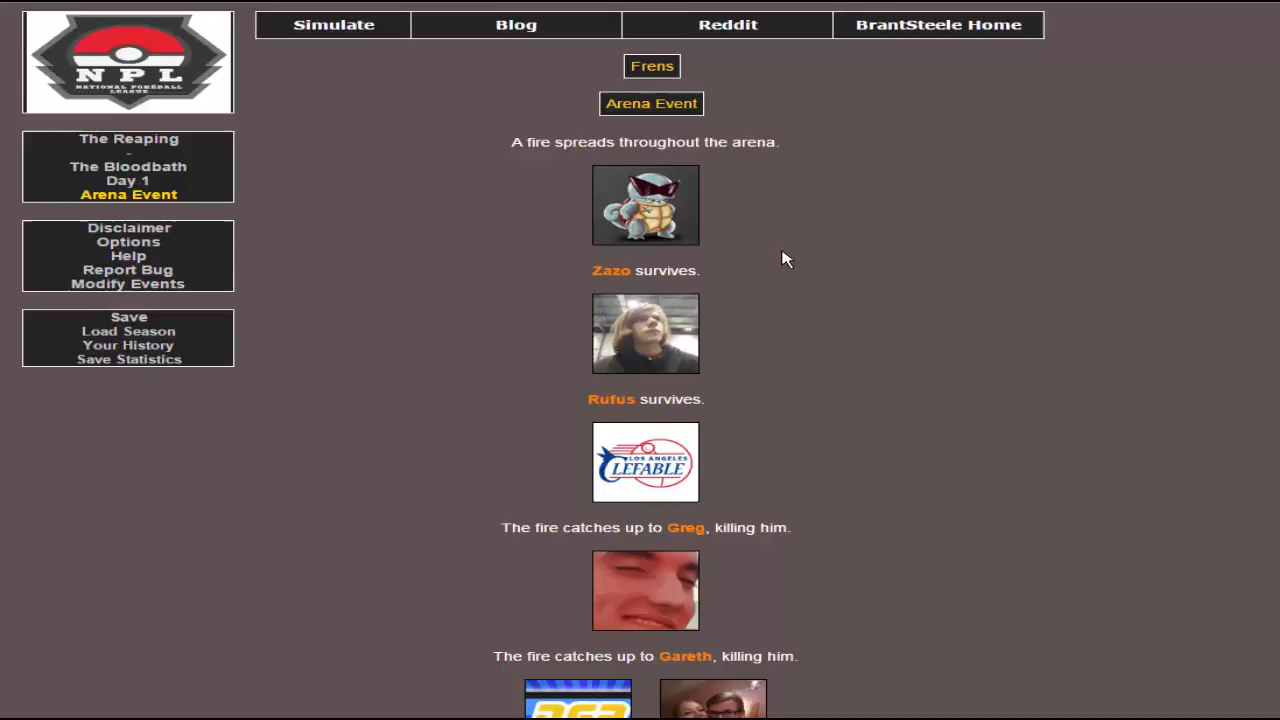 Simulate
Blog
Reddit
BrantSteele Home
NPL
NATIONAL POKÉBALL
LEAGUE
The Reaping
-
The Bloodbath
Day 1
Arena Event
Disclaimer
Options
Help
Report Bug
Modify Events
Save
Load Season
Your History
Save Statistics
Frens
Arena Event
A fire spreads throughout the arena.
Zazo survives.
Rufus survives.
LOS ANGELES
CLEFABLE
The fire catches up to Greg, killing him.
The fire catches up to Gareth, killing him.